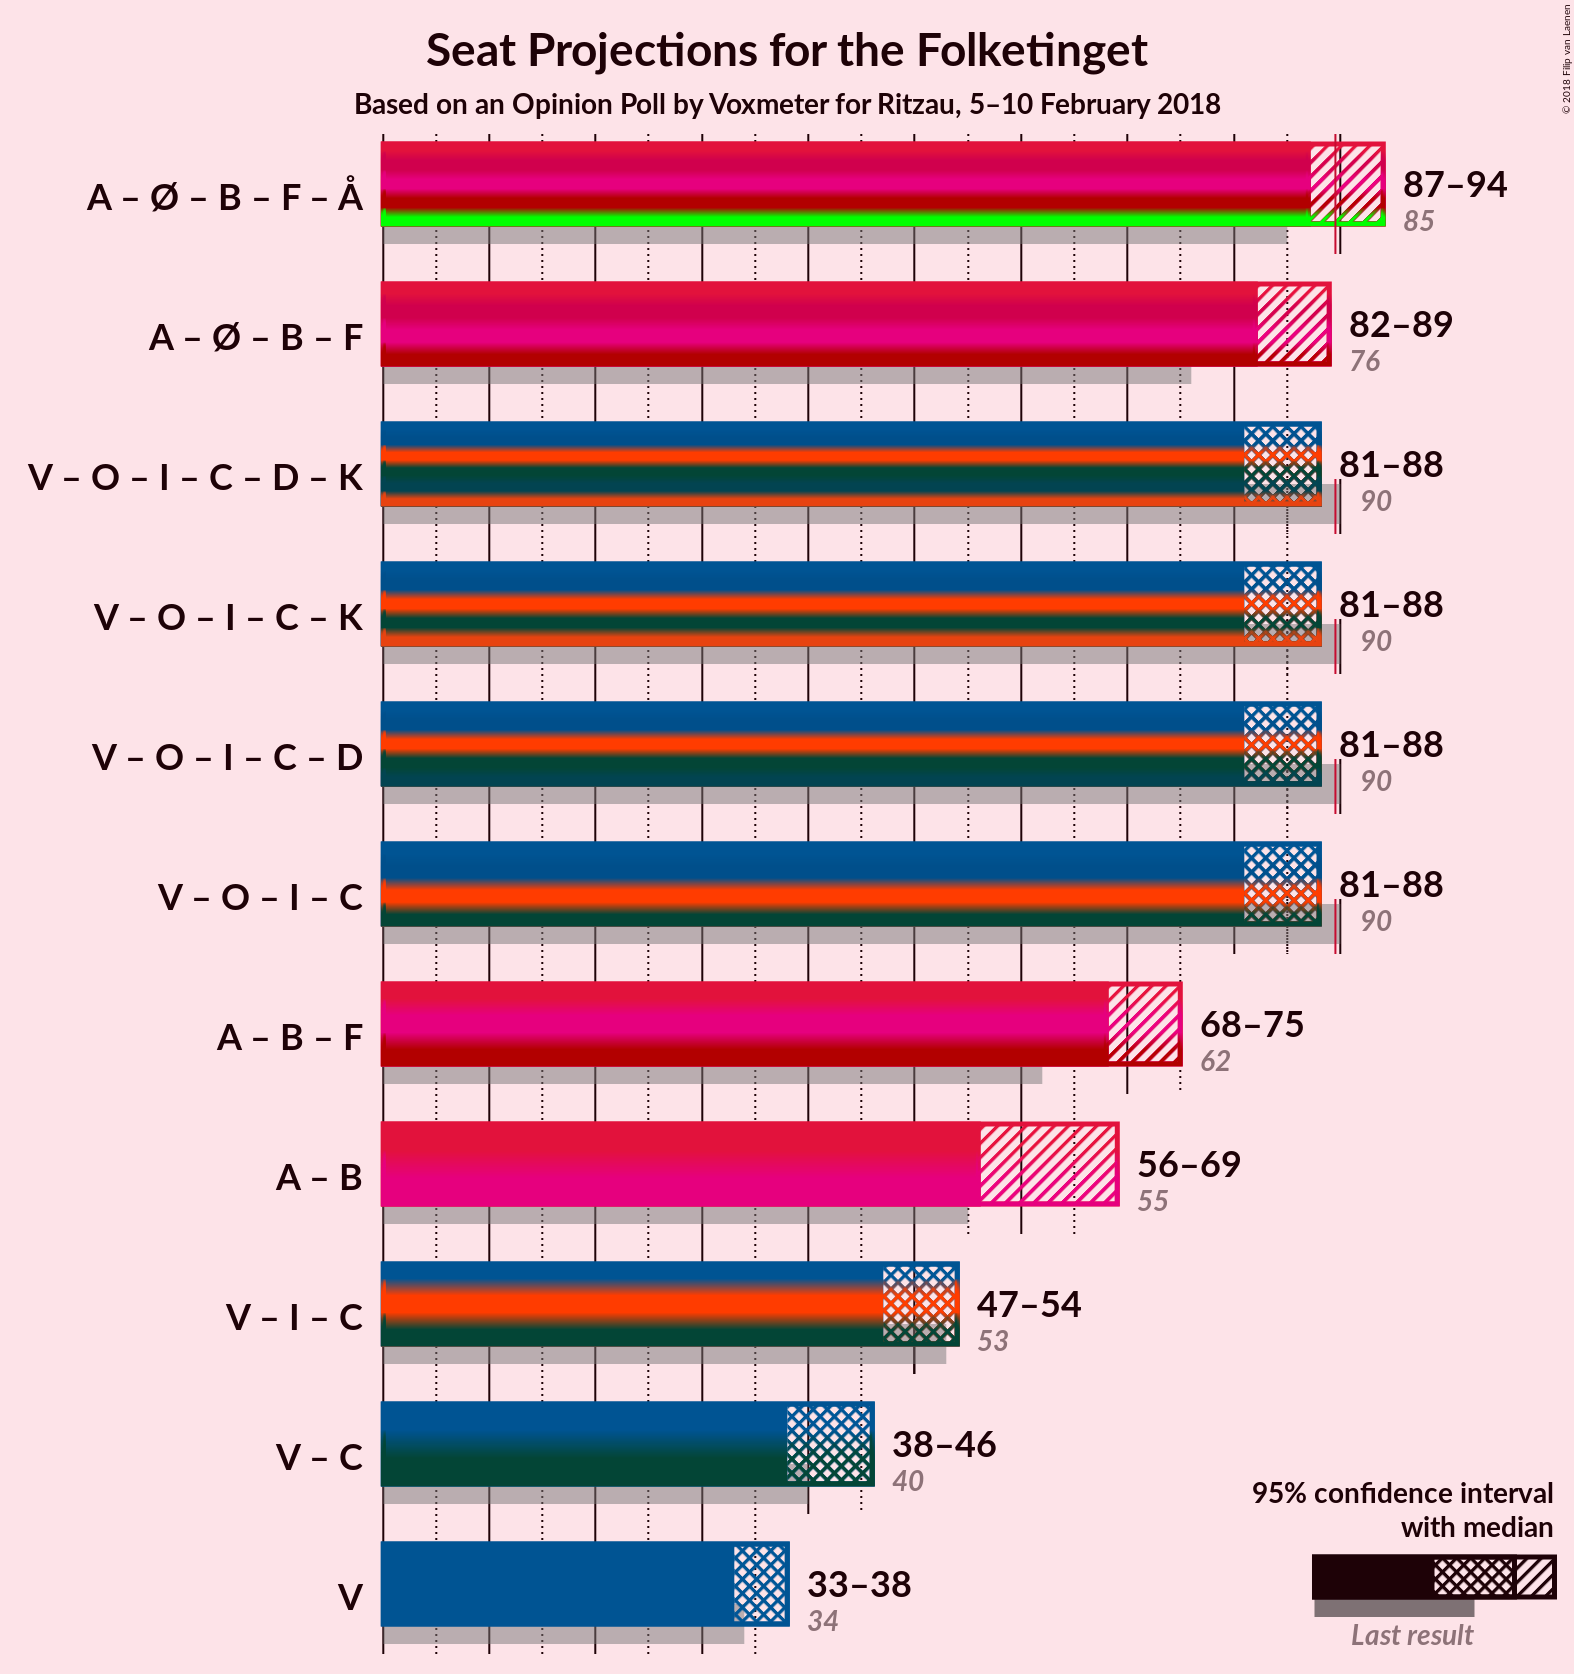 Seat Projections for the Folketinget
Based on an Opinion Poll by Voxmeter for Ritzau, 5–10 February 2018
© 2018 Filip van Laenen
A – Ø – B – F – Å
87–94
85
A – Ø – B – F
82–89
76
V – O – I – C – D – K
81–88
90
V – O – I – C – K
81–88
90
V – O – I – C – D
81–88
90
V – O – I – C
81–88
90
A – B – F
68–75
62
A – B
56–69
55
V – I – C
47–54
53
V – C
38–46
40
V
33–38
34
95% confidence interval
with median
Last result